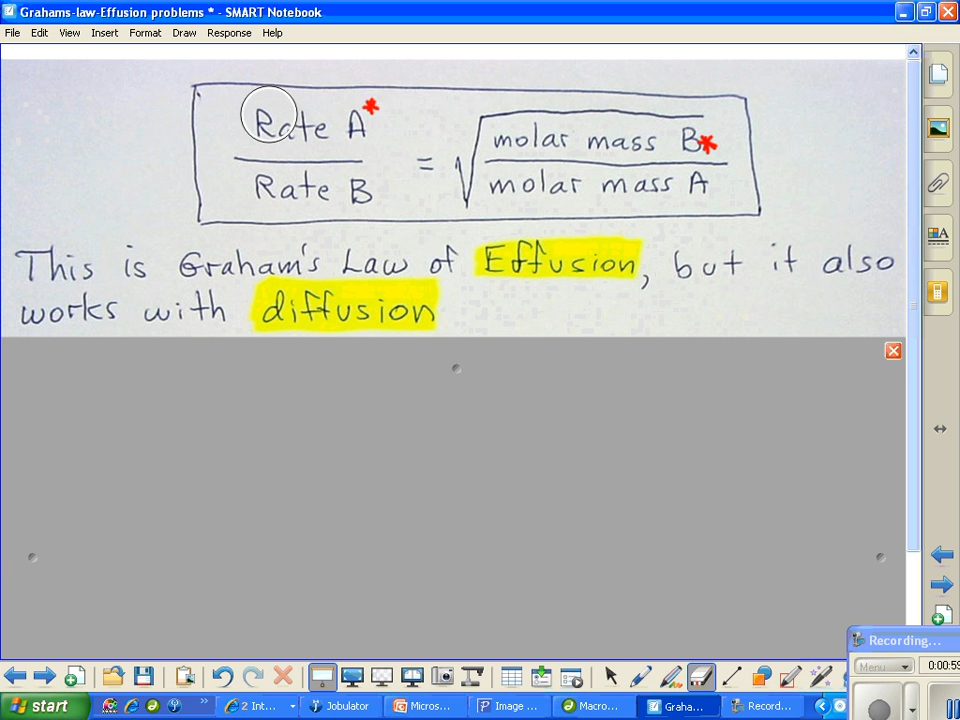 Grahams-law-Effusion problems * - SMART Notebook
File Edit View Insert Format Draw Response Help
Rate A*
Rate B
=
√
molar mass B*
molar mass A
This is Graham's Law of Effusion, but it also
works with diffusion
Recording...
Menu
0:00:59
start
2 Int...
Jobulator
Micros...
Image ...
Macro...
Graha...
Record...